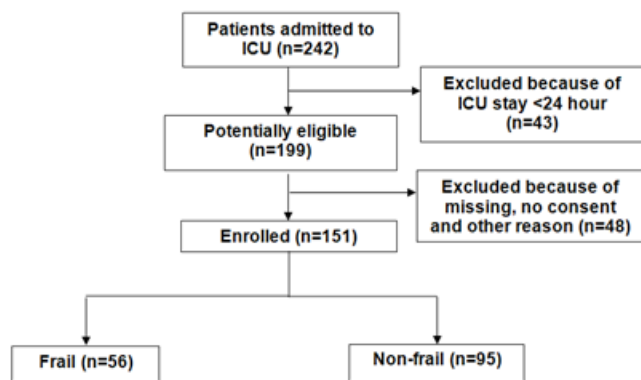 Patients admitted to
ICU (n=242)
Excluded because of
ICU stay <24 hour
(n=43)
Potentially eligible
(n=199)
Excluded because of
missing, no consent
and other reason (n=48)
Enrolled (n=151)
Frail (n=56)
Non-frail (n=95)